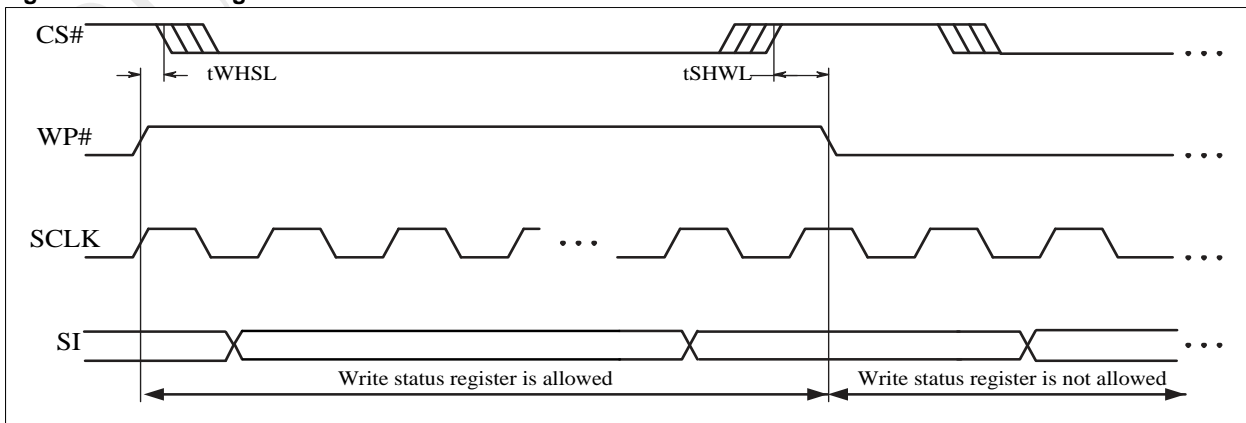 CS#
tWHSL
tSHWL
WP#
SCLK
SI
Write status register is allowed
Write status register is not allowed